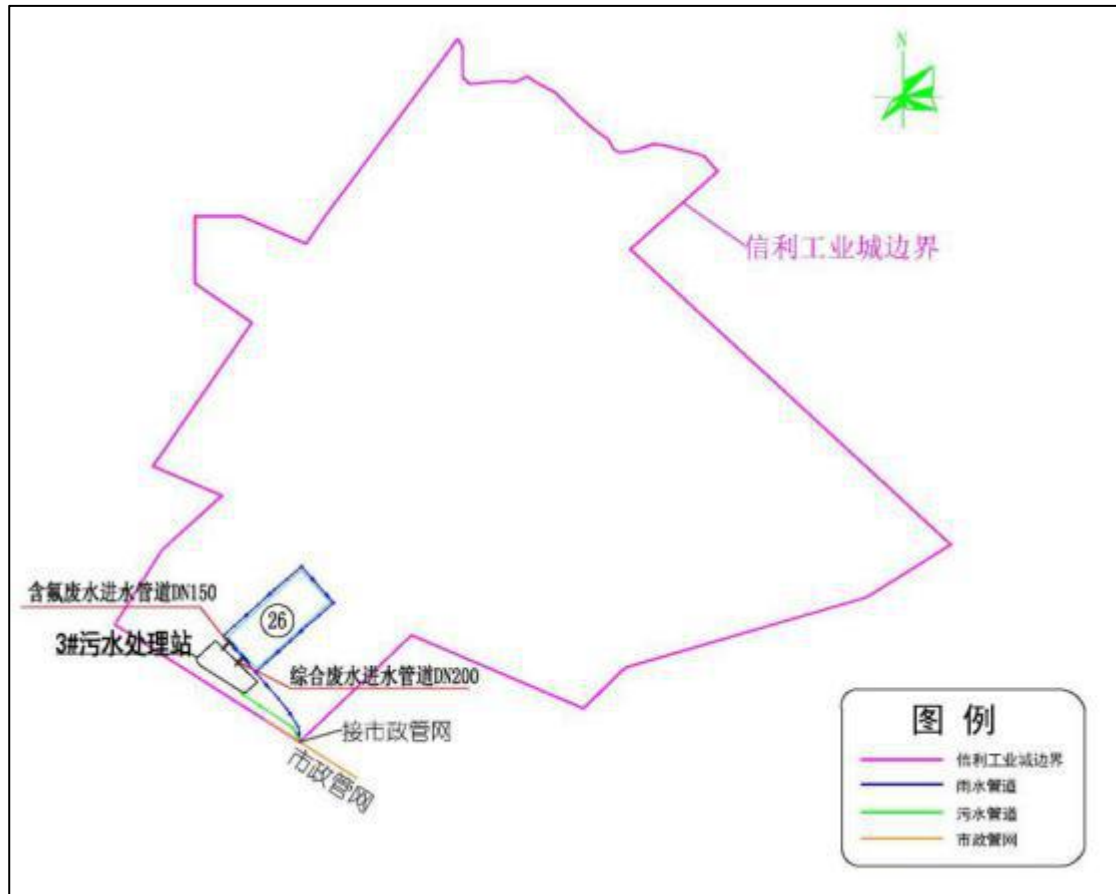 N
信利工业城边界
含氟废水进水管道DN150
26
3#污水处理站
综合废水进水管道DN200
接市政管网
市政管网
图 例
信利工业城边界
雨水管道
污水管道
市政管网